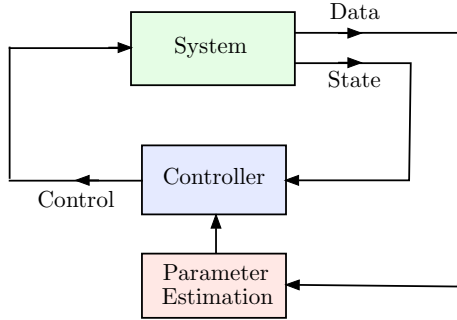 Data
System
State
Controller
Control
Parameter
Estimation